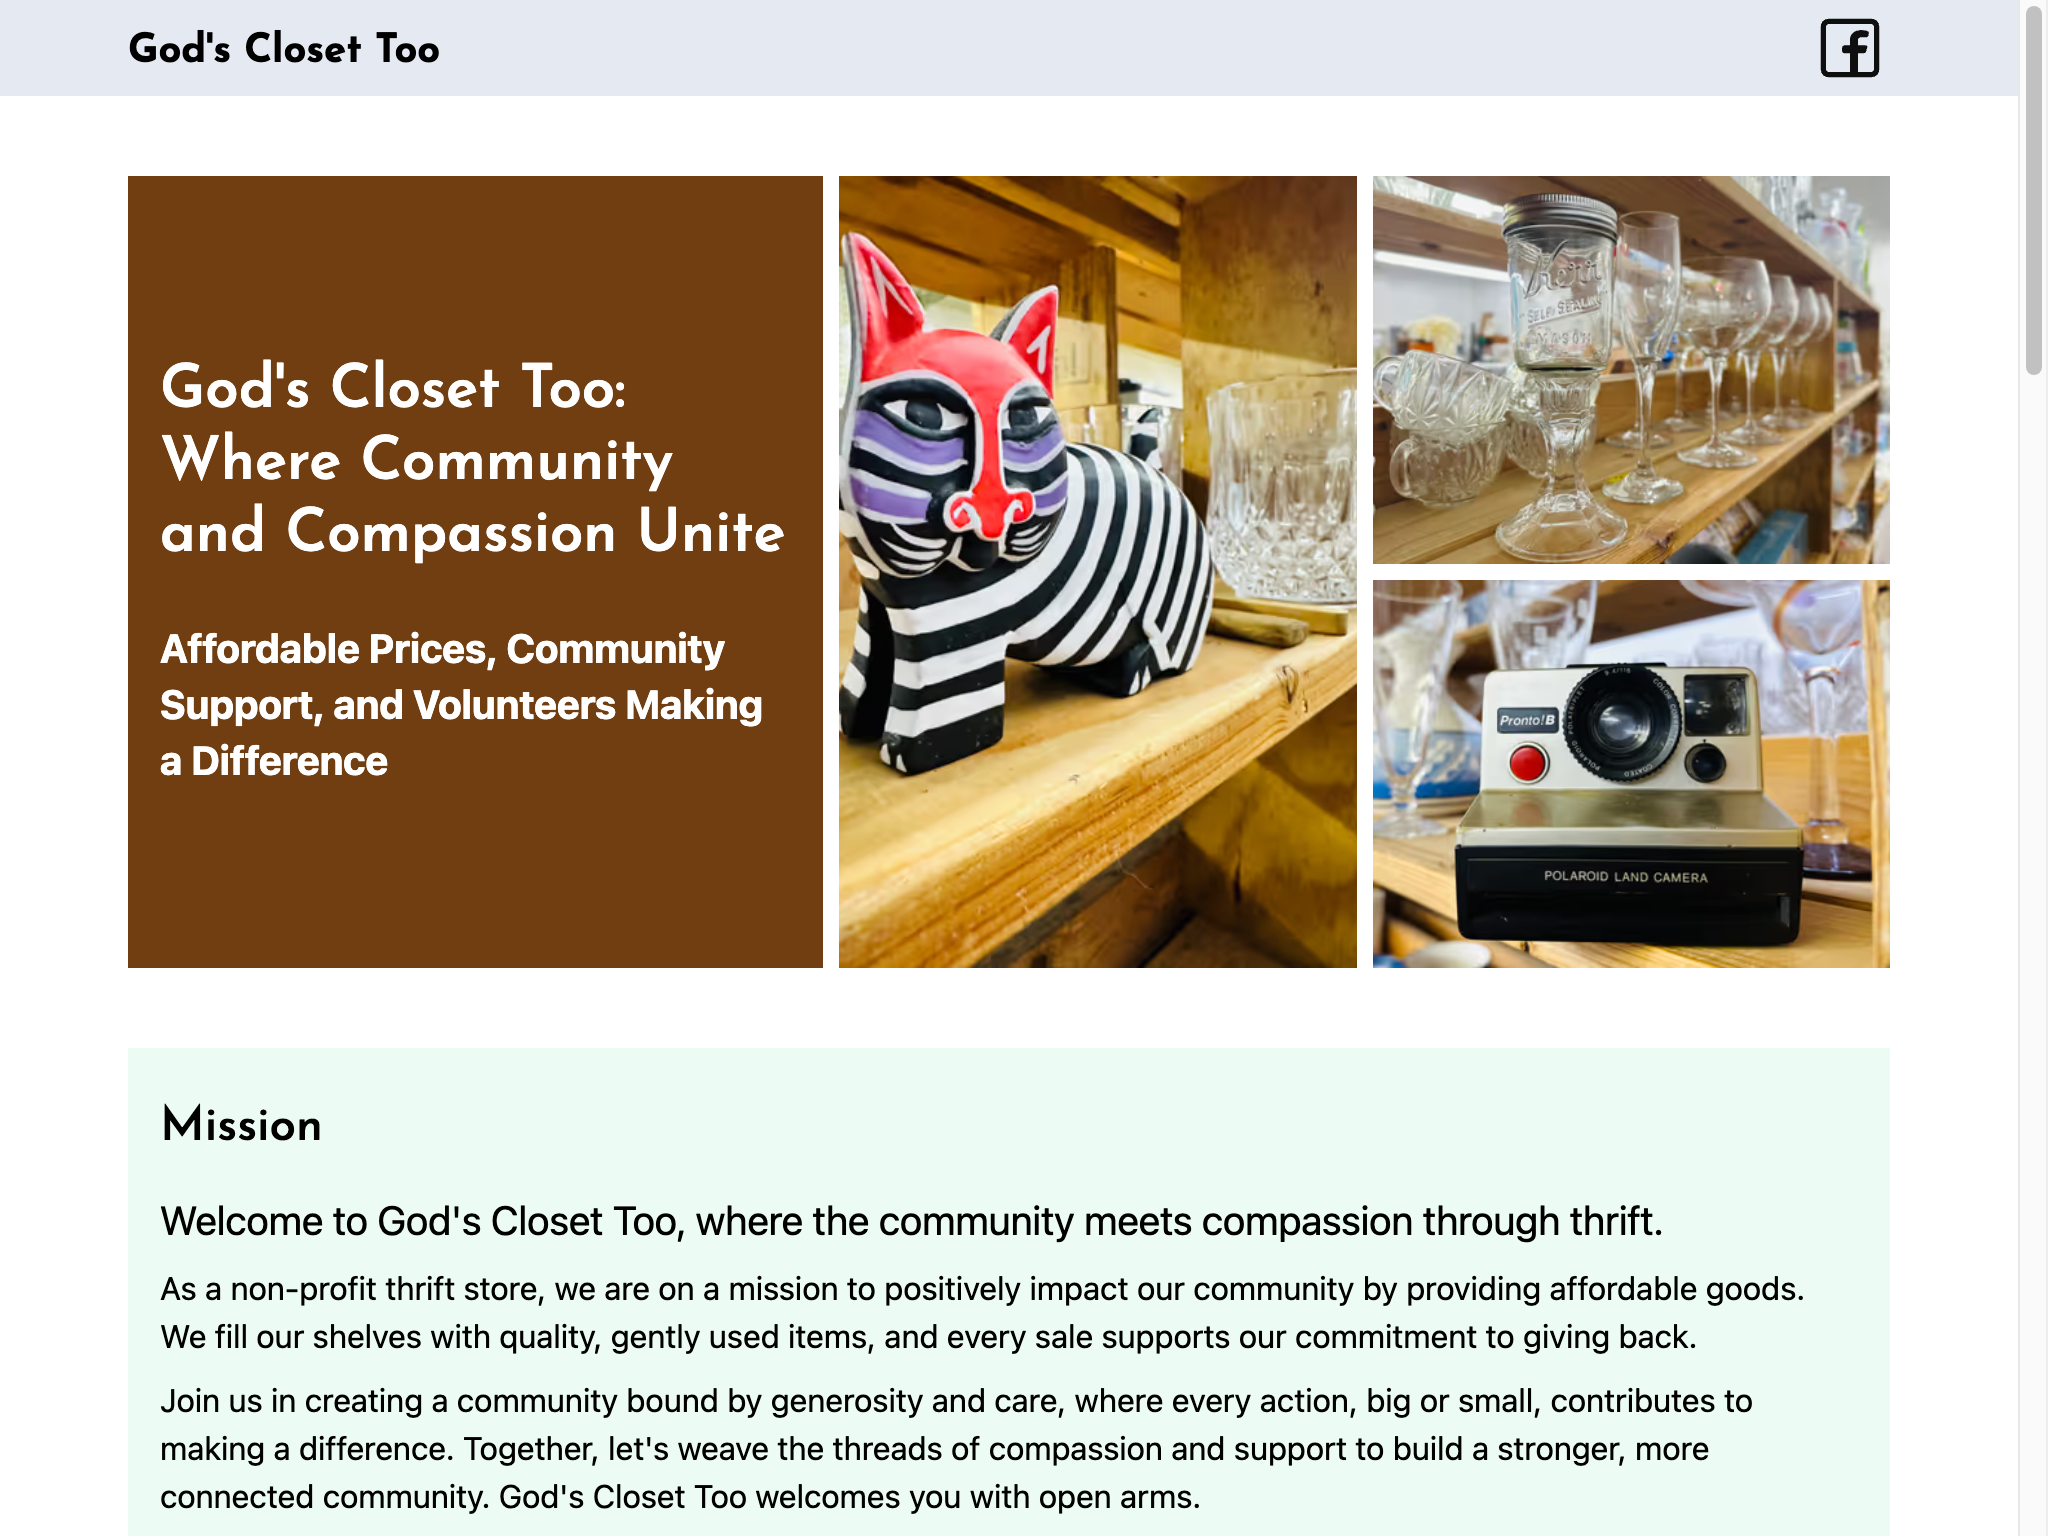 God's Closet Too
God's Closet Too:
Where Community
and Compassion Unite
Affordable Prices, Community
Support, and Volunteers Making
a Difference
Kerr
"SELF-SEALING"
MASON
Pronto!B
POLAROID LAND CAMERA
Mission
Welcome to God's Closet Too, where the community meets compassion through thrift.
As a non-profit thrift store, we are on a mission to positively impact our community by providing affordable goods.
We fill our shelves with quality, gently used items, and every sale supports our commitment to giving back.
Join us in creating a community bound by generosity and care, where every action, big or small, contributes to
making a difference. Together, let's weave the threads of compassion and support to build a stronger, more
connected community. God's Closet Too welcomes you with open arms.